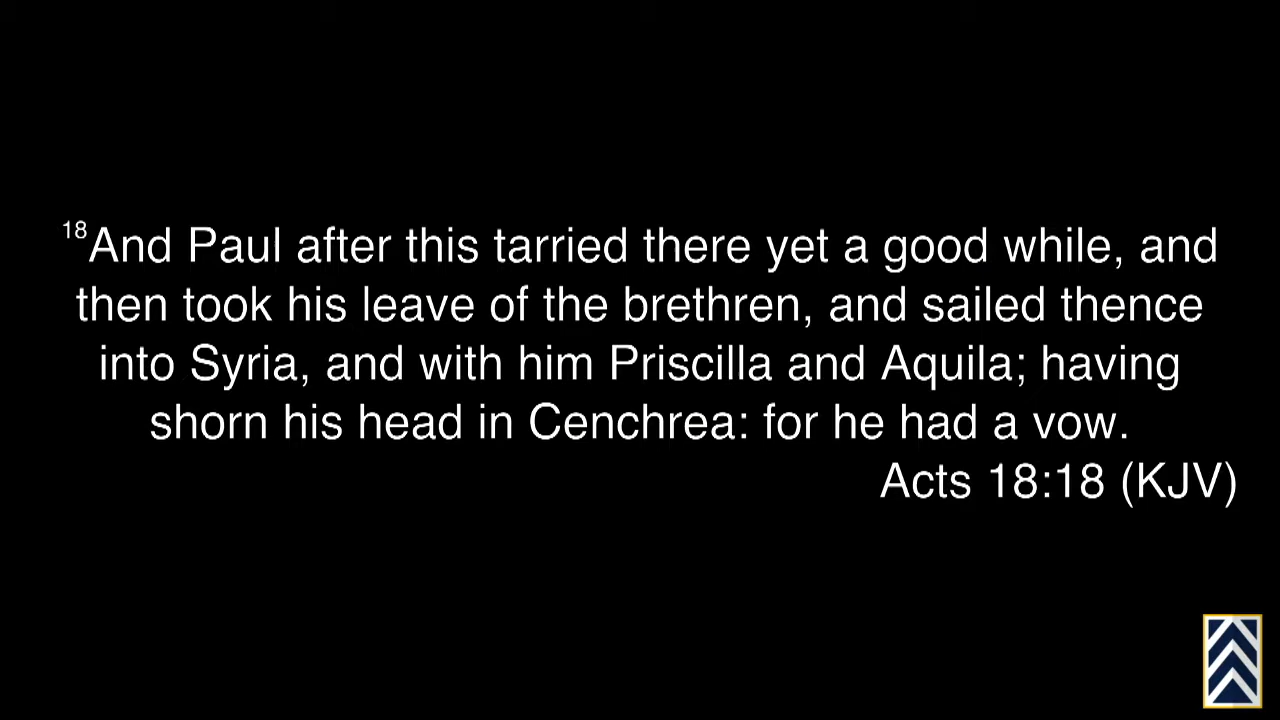 18And Paul after this tarried there yet a good while, and
then took his leave of the brethren, and sailed thence
into Syria, and with him Priscilla and Aquila; having
shorn his head in Cenchrea: for he had a vow.
Acts 18:18 (KJV)